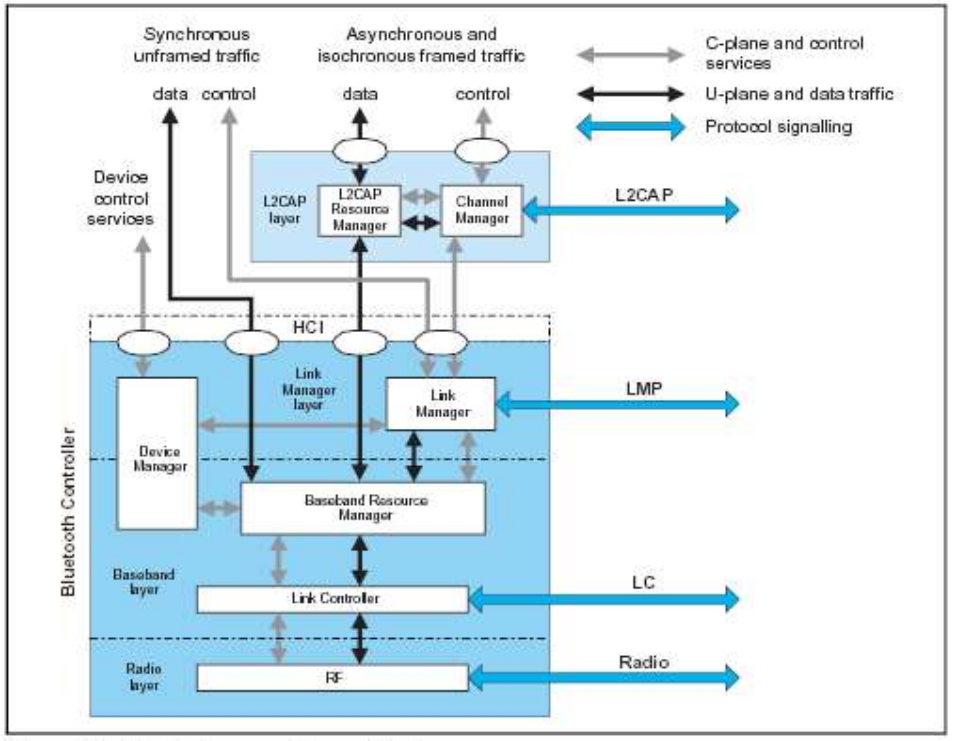 Synchronous
unframed traffic
Asynchronous and
isochronous framed traffic
C-plane and control
services
U-plane and data traffic
Protocol signalling
data control
data
control
Device
control
services
L2CAP
layer
L2CAP
Resource
Manager
Channel
Manager
L2CAP
HCI
Link
Manager
layer
Link
Manager
LMP
Device
Manager
Bluetooth Controller
Baseband Resource
Manager
Baseband
layer
Link Controller
LC
Radio
layer
RF
Radio